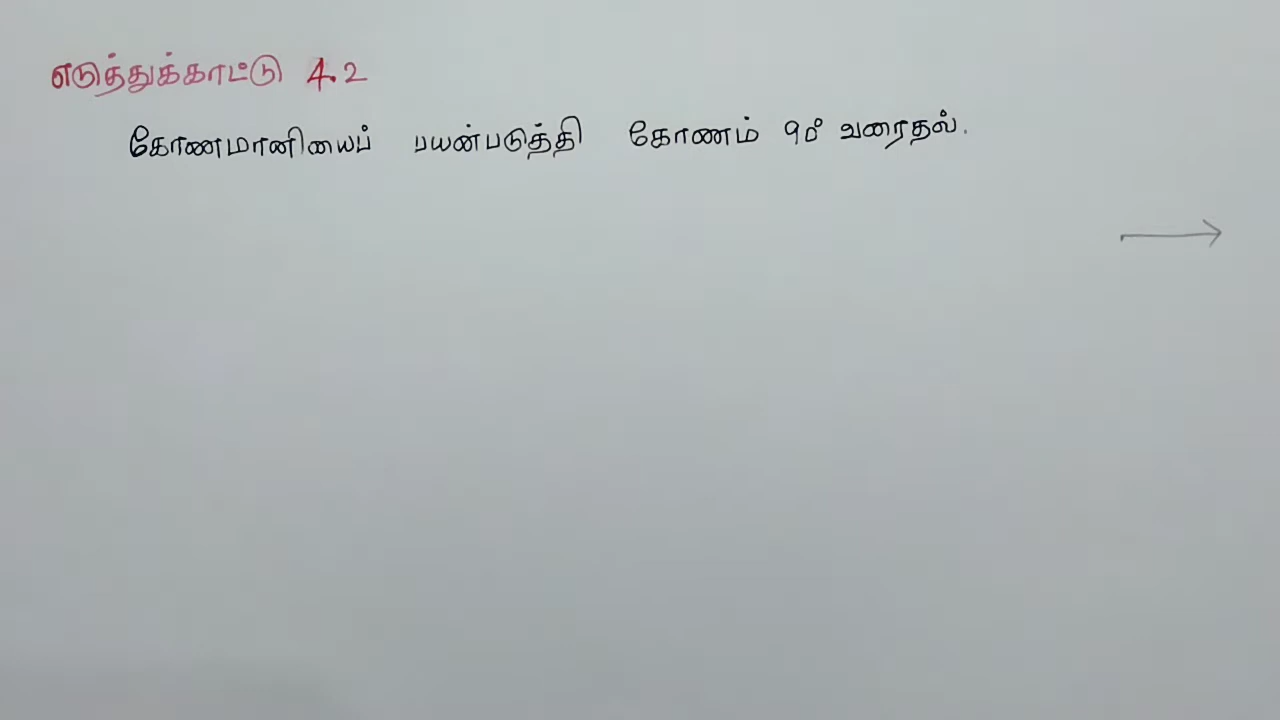 எடுத்துக்காட்டு 4.2
கோணமானியைப் பயன்படுத்தி கோணம் 90° வரைதல்.